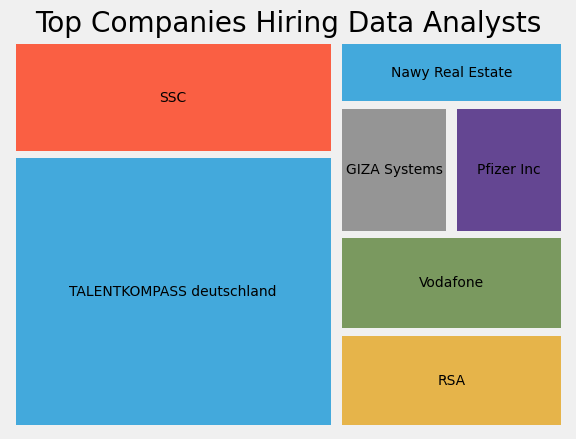 Top Companies Hiring Data Analysts
SSC
TALENTKOMPASS deutschland
Nawy Real Estate
GIZA Systems
Pfizer Inc
Vodafone
RSA